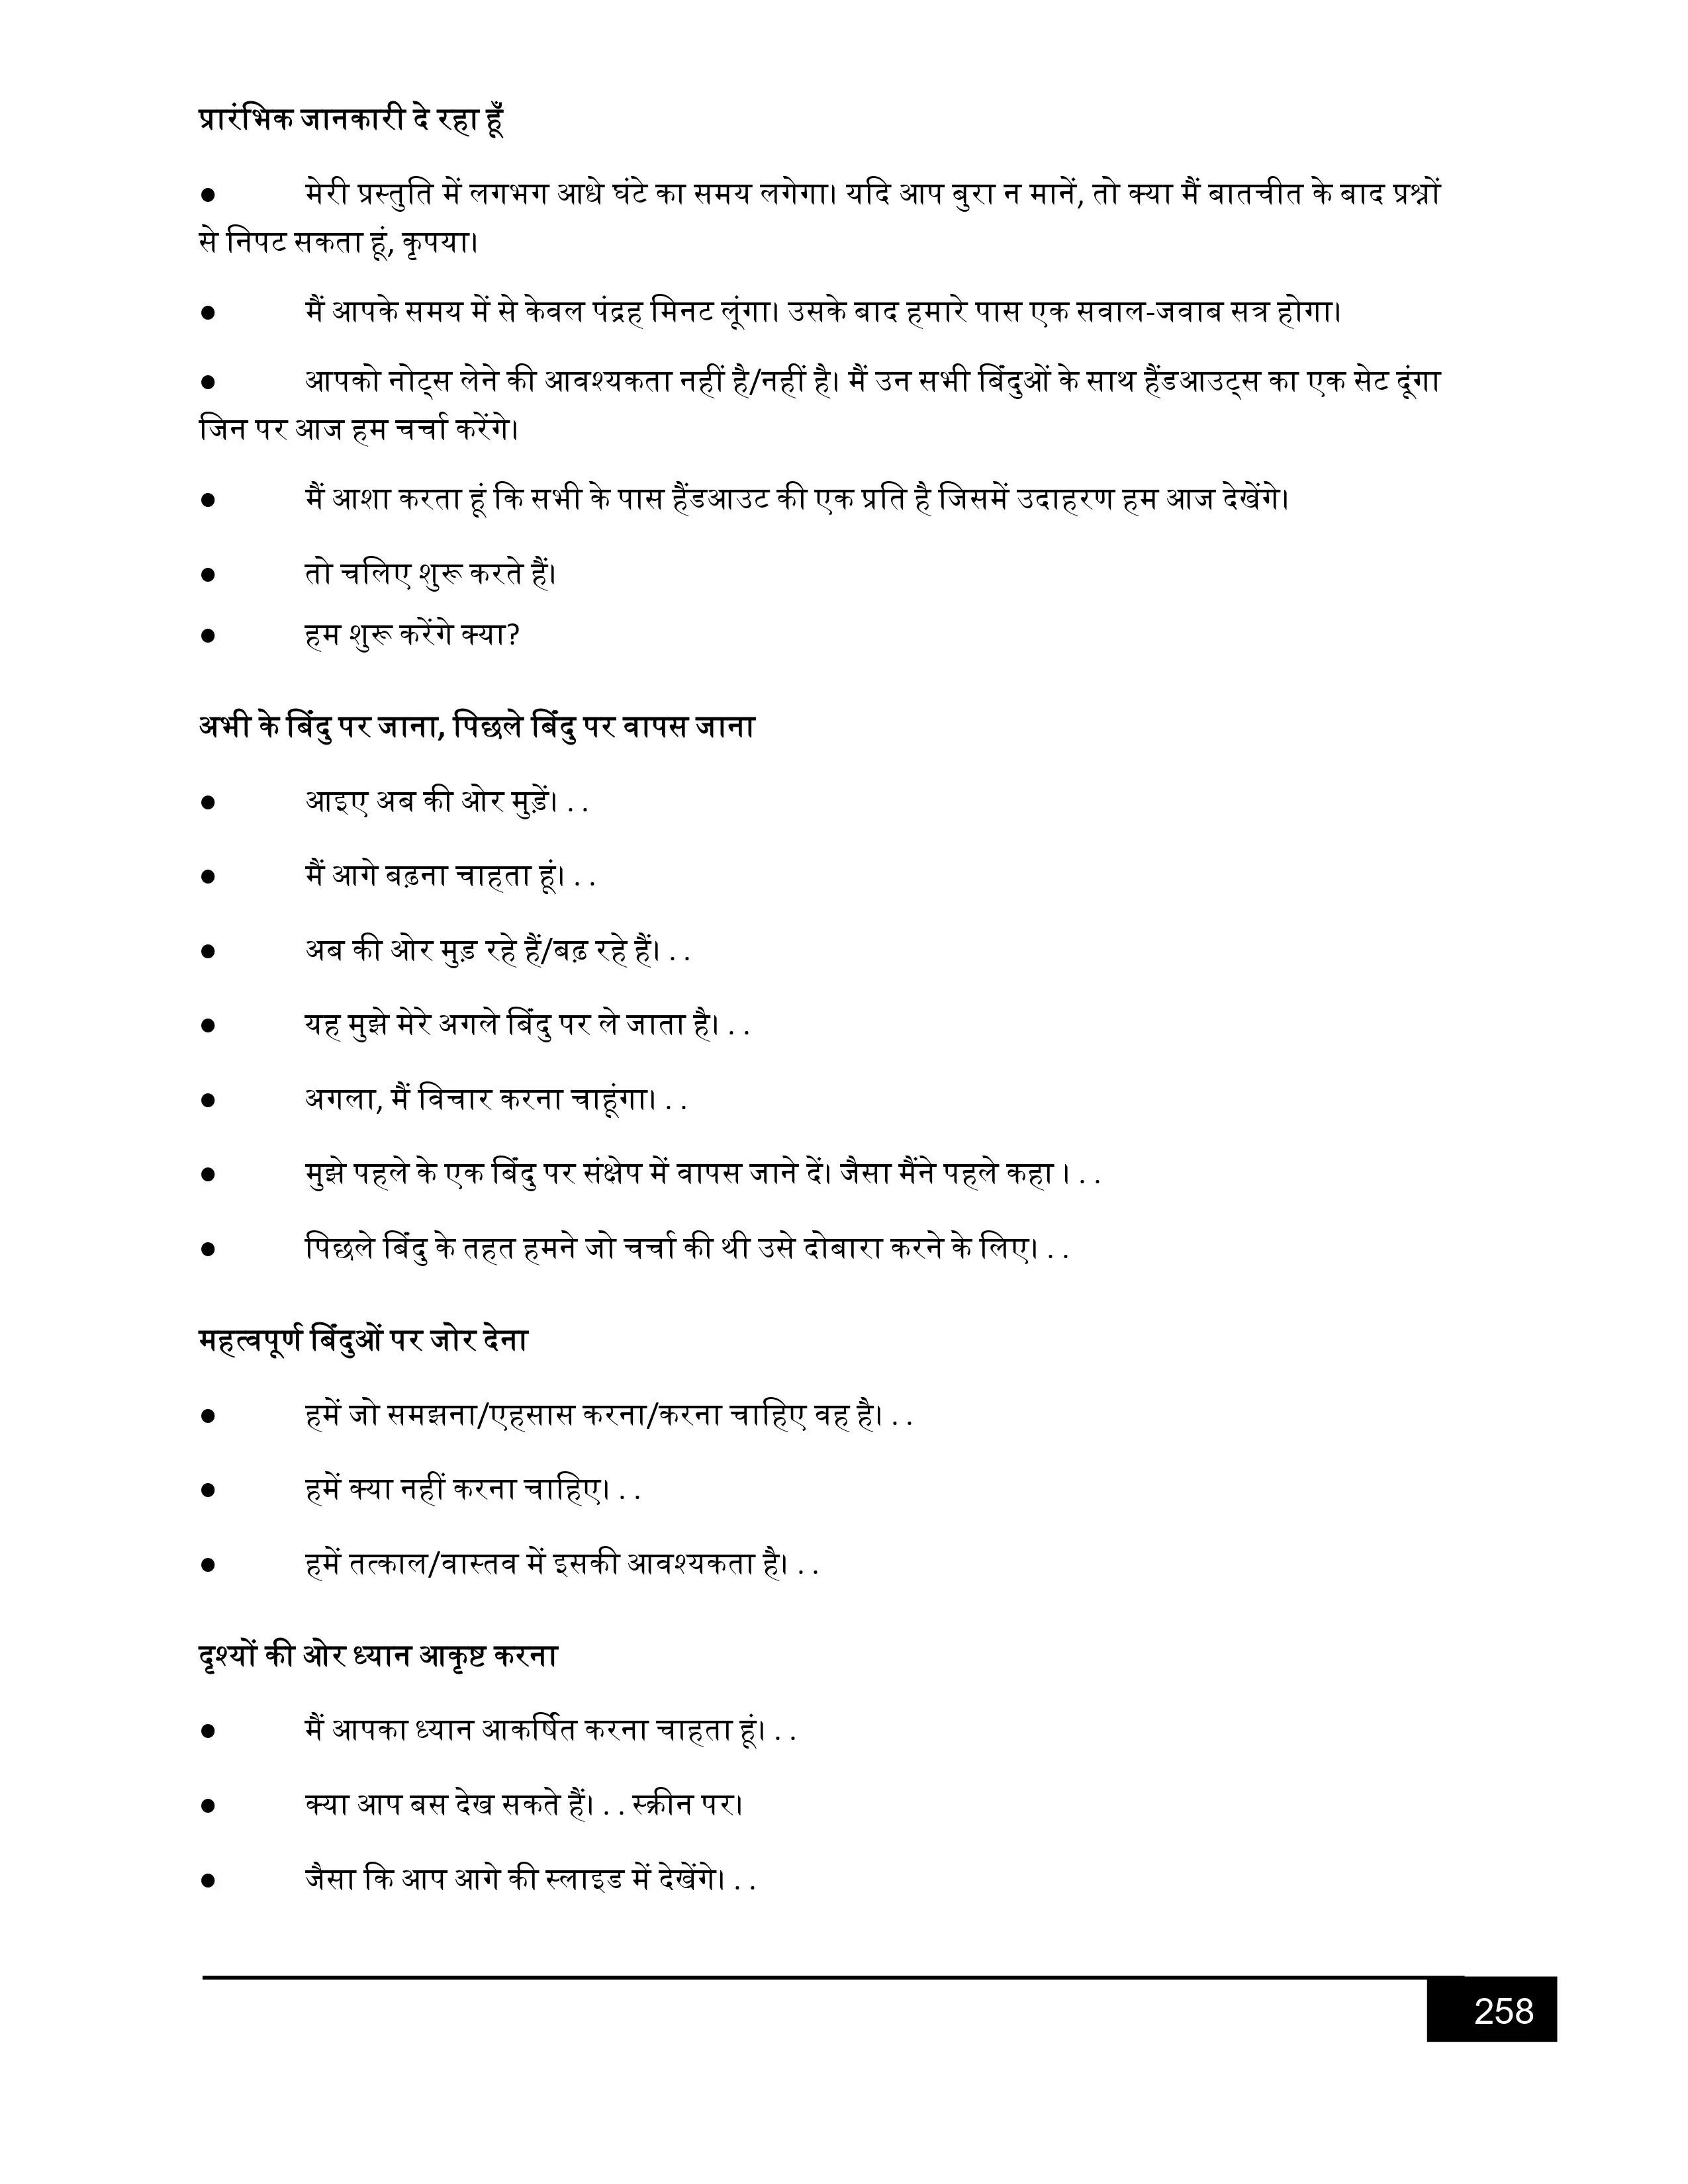 प्रारंभिक जानकारी दे रहा हूँ
● मेरी प्रस्तुति में लगभग आधे घंटे का समय लगेगा। यदि आप बुरा न मानें, तो क्या मैं बातचीत के बाद प्रश्नों
से निपट सकता हूं, कृपया।
● मैं आपके समय में से केवल पंद्रह मिनट लूंगा। उसके बाद हमारे पास एक सवाल-जवाब सत्र होगा।
● आपको नोट्स लेने की आवश्यकता नहीं है/नहीं है। मैं उन सभी बिंदुओं के साथ हैंडआउट्स का एक सेट दूंगा
जिन पर आज हम चर्चा करेंगे।
● मैं आशा करता हूं कि सभी के पास हैंडआउट की एक प्रति है जिसमें उदाहरण हम आज देखेंगे।
● तो चलिए शुरू करते हैं।
● हम शुरू करेंगे क्या?
अभी के बिंदु पर जाना, पिछले बिंदु पर वापस जाना
● आइए अब की ओर मुड़ें। . .
● मैं आगे बढ़ना चाहता हूं। . .
● अब की ओर मुड़ रहे हैं/बढ़ रहे हैं। . .
● यह मुझे मेरे अगले बिंदु पर ले जाता है। . .
● अगला, मैं विचार करना चाहूंगा। . .
● मुझे पहले के एक बिंदु पर संक्षेप में वापस जाने दें। जैसा मैंने पहले कहा । . .
● पिछले बिंदु के तहत हमने जो चर्चा की थी उसे दोबारा करने के लिए। . .
महत्वपूर्ण बिंदुओं पर जोर देना
● हमें जो समझना/एहसास करना/करना चाहिए वह है। . .
● हमें क्या नहीं करना चाहिए। . .
● हमें तत्काल/वास्तव में इसकी आवश्यकता है। . .
दृश्यों की ओर ध्यान आकृष्ट करना
● मैं आपका ध्यान आकर्षित करना चाहता हूं। . .
● क्या आप बस देख सकते हैं। . . स्क्रीन पर।
● जैसा कि आप आगे की स्लाइड में देखेंगे। . .
258